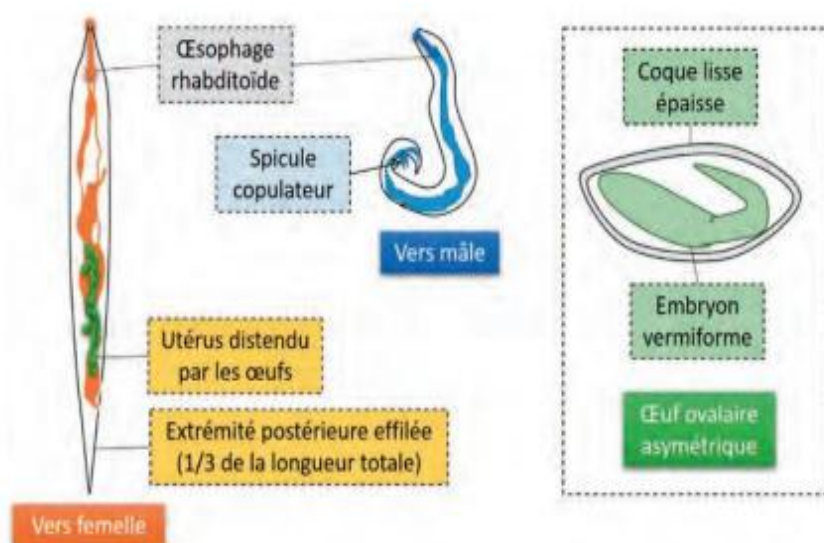 Œsophage
rhabditoïde
Spicule
copulateur
Vers mâle
Utérus distendu
par les œufs
Extrémité postérieure effilée
(1/3 de la longueur totale)
Vers femelle
Coque lisse
épaisse
Embryon
vermiforme
Œuf ovalaire
asymétrique